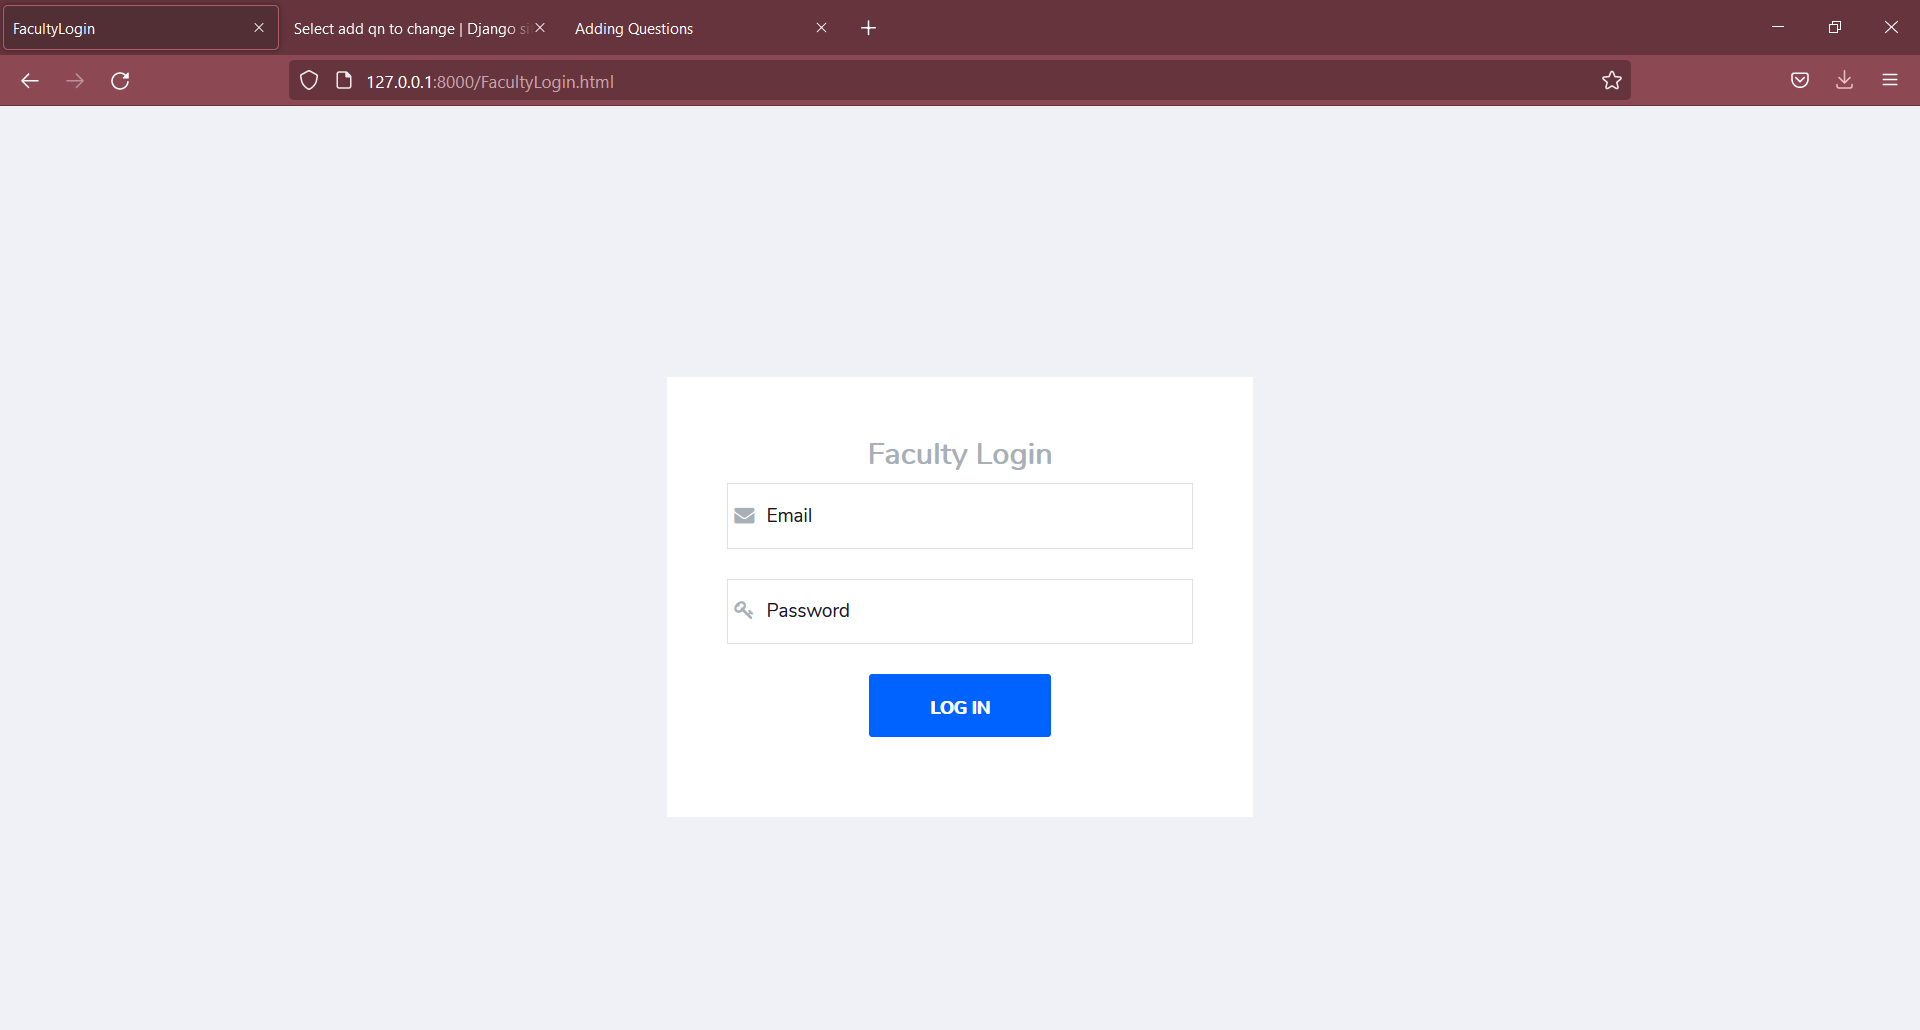 FacultyLogin
Select add qn to change | Django si
Adding Questions
127.0.0.1:8000/FacultyLogin.html
Faculty Login
Email
Password
LOG IN